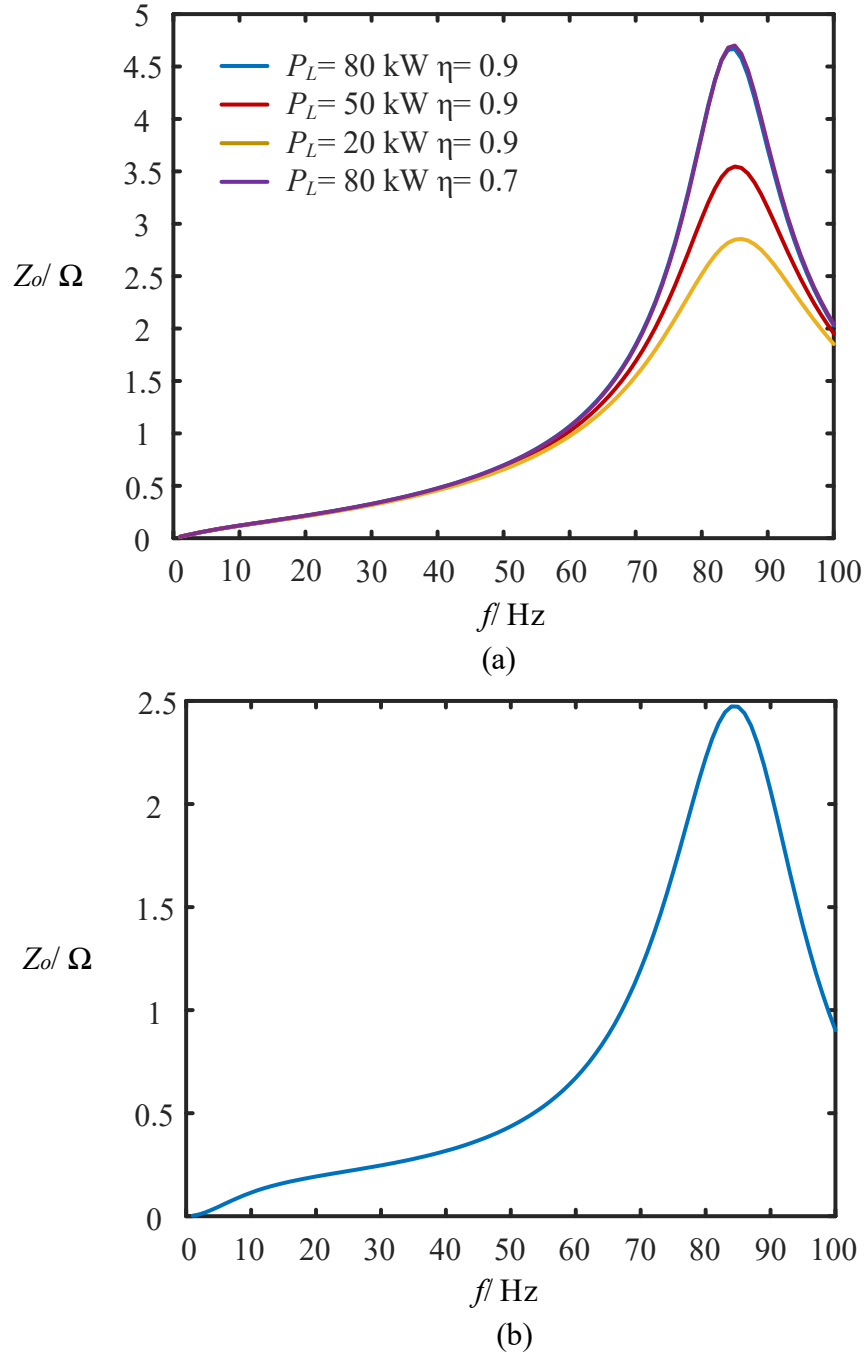 5
4.5
4
3.5
3
2.5
2
1.5
1
0.5
0
P_L= 80 kW η= 0.9
P_L= 50 kW η= 0.9
P_L= 20 kW η= 0.9
P_L= 80 kW η= 0.7
Zo/ Ω
0 10 20 30 40 50 60 70 80 90 100
f/ Hz
(a)
2.5
2
1.5
1
0.5
0
Zo/ Ω
0 10 20 30 40 50 60 70 80 90 100
f/ Hz
(b)